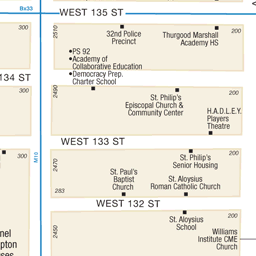 Bx33
WEST 135 ST
300
2510
32nd Police
Precinct
Thurgood Marshall
Academy HS
200
•PS 92
•Academy of
Collaborative Education
•Democracy Prep.
Charter School
134 ST
300
2490
St. Philip's
Episcopal Church &
Community Center
200
H.A.D.L.E.Y.
Players
Theatre
WEST 133 ST
M10
300
2470
283
St. Paul's
Baptist
Church
St. Philip's
Senior Housing
St. Aloysius
Roman Catholic Church
200
WEST 132 ST
2450
St. Aloysius
School
200
Williams
Institute CME
Church
nel
pton
ses